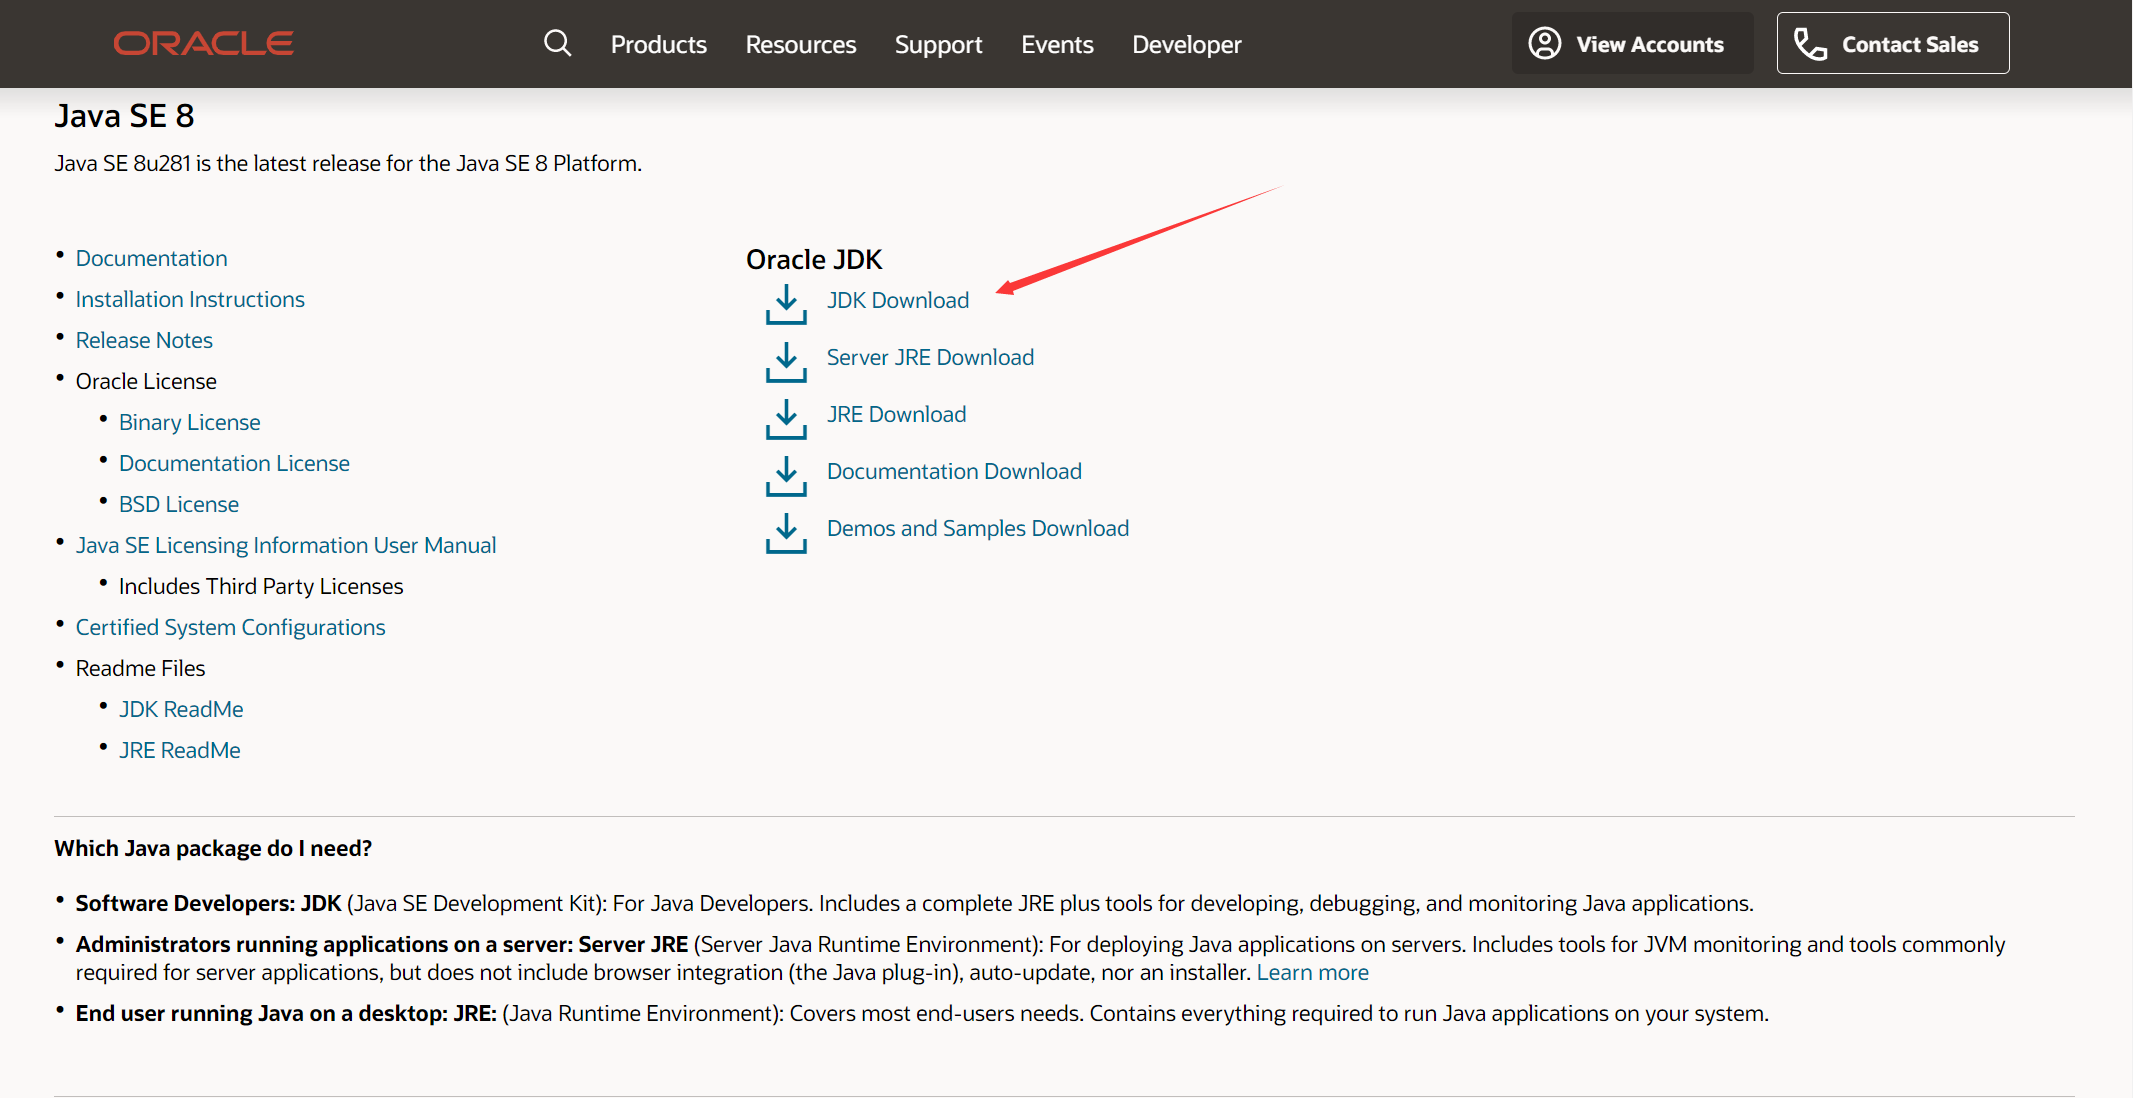 ORACLE
Products
Resources
Support
Events
Developer
View Accounts
Contact Sales
Java SE 8
Java SE 8u281 is the latest release for the Java SE 8 Platform.
Documentation
Installation Instructions
Release Notes
Oracle License
Binary License
Documentation License
BSD License
Java SE Licensing Information User Manual
Includes Third Party Licenses
Certified System Configurations
Readme Files
JDK ReadMe
JRE ReadMe
Oracle JDK
JDK Download
Server JRE Download
JRE Download
Documentation Download
Demos and Samples Download
Which Java package do I need?
Software Developers: JDK (Java SE Development Kit): For Java Developers. Includes a complete JRE plus tools for developing, debugging, and monitoring Java applications.
Administrators running applications on a server: Server JRE (Server Java Runtime Environment): For deploying Java applications on servers. Includes tools for JVM monitoring and tools commonly
required for server applications, but does not include browser integration (the Java plug-in), auto-update, nor an installer. Learn more
End user running Java on a desktop: JRE: (Java Runtime Environment): Covers most end-users needs. Contains everything required to run Java applications on your system.